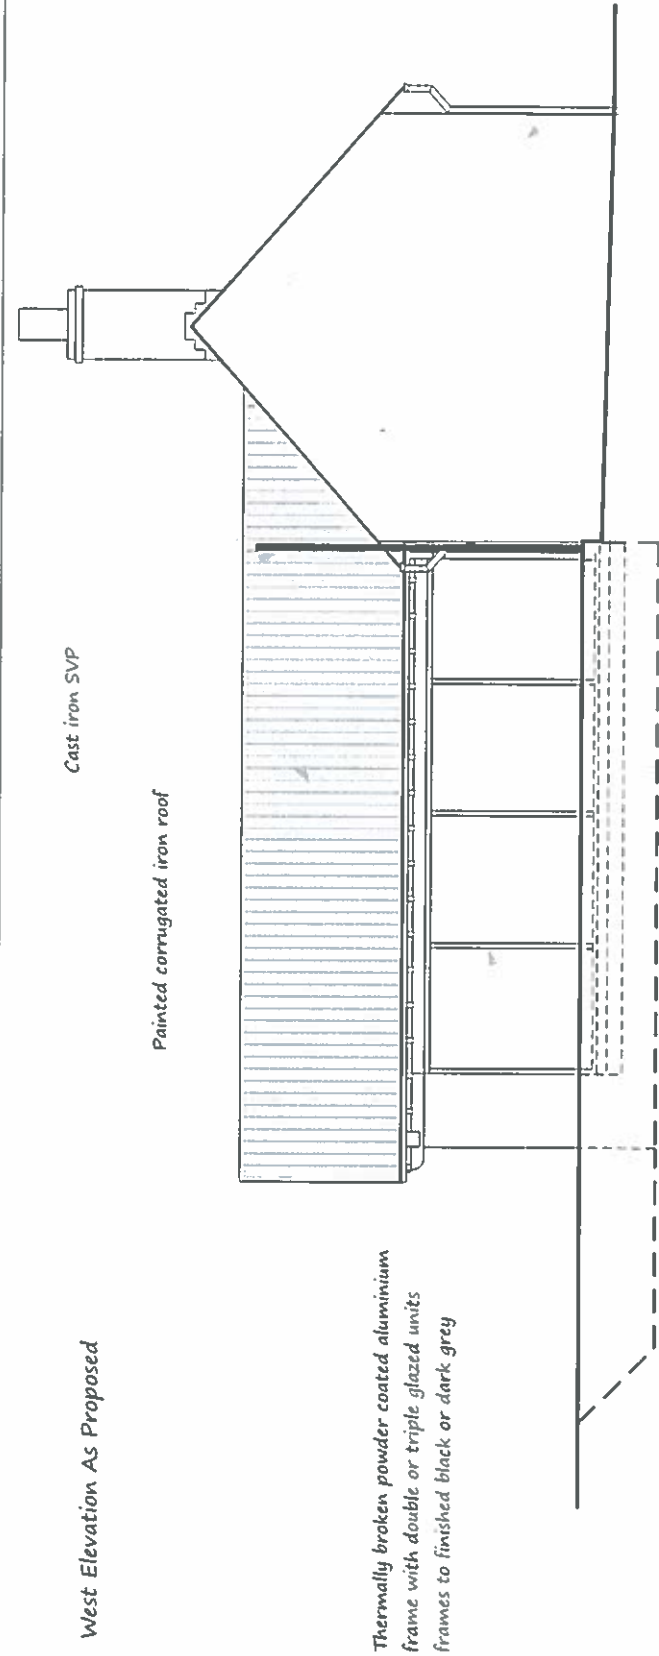 West Elevation As Proposed
Cast iron SVP
Painted corrugated iron roof
Thermally broken powder coated aluminium
frame with double or triple glazed units
frames to finished black or dark grey